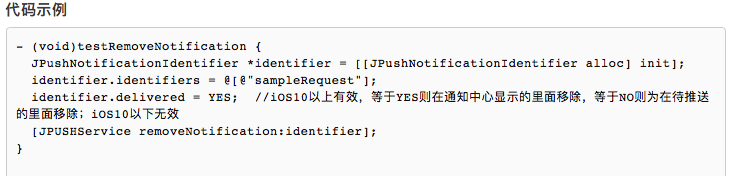 代码示例
- (void)testRemoveNotification {
  JPushNotificationIdentifier *identifier = [[JPushNotificationIdentifier alloc] init];
  identifier.identifiers = @[@"sampleRequest"];
  identifier.delivered = YES;  //iOS10以上有效，等于YES则在通知中心显示的里面移除，等于NO则为在待推送
的里面移除；iOS10以下无效
  [JPUSHService removeNotification:identifier];
}